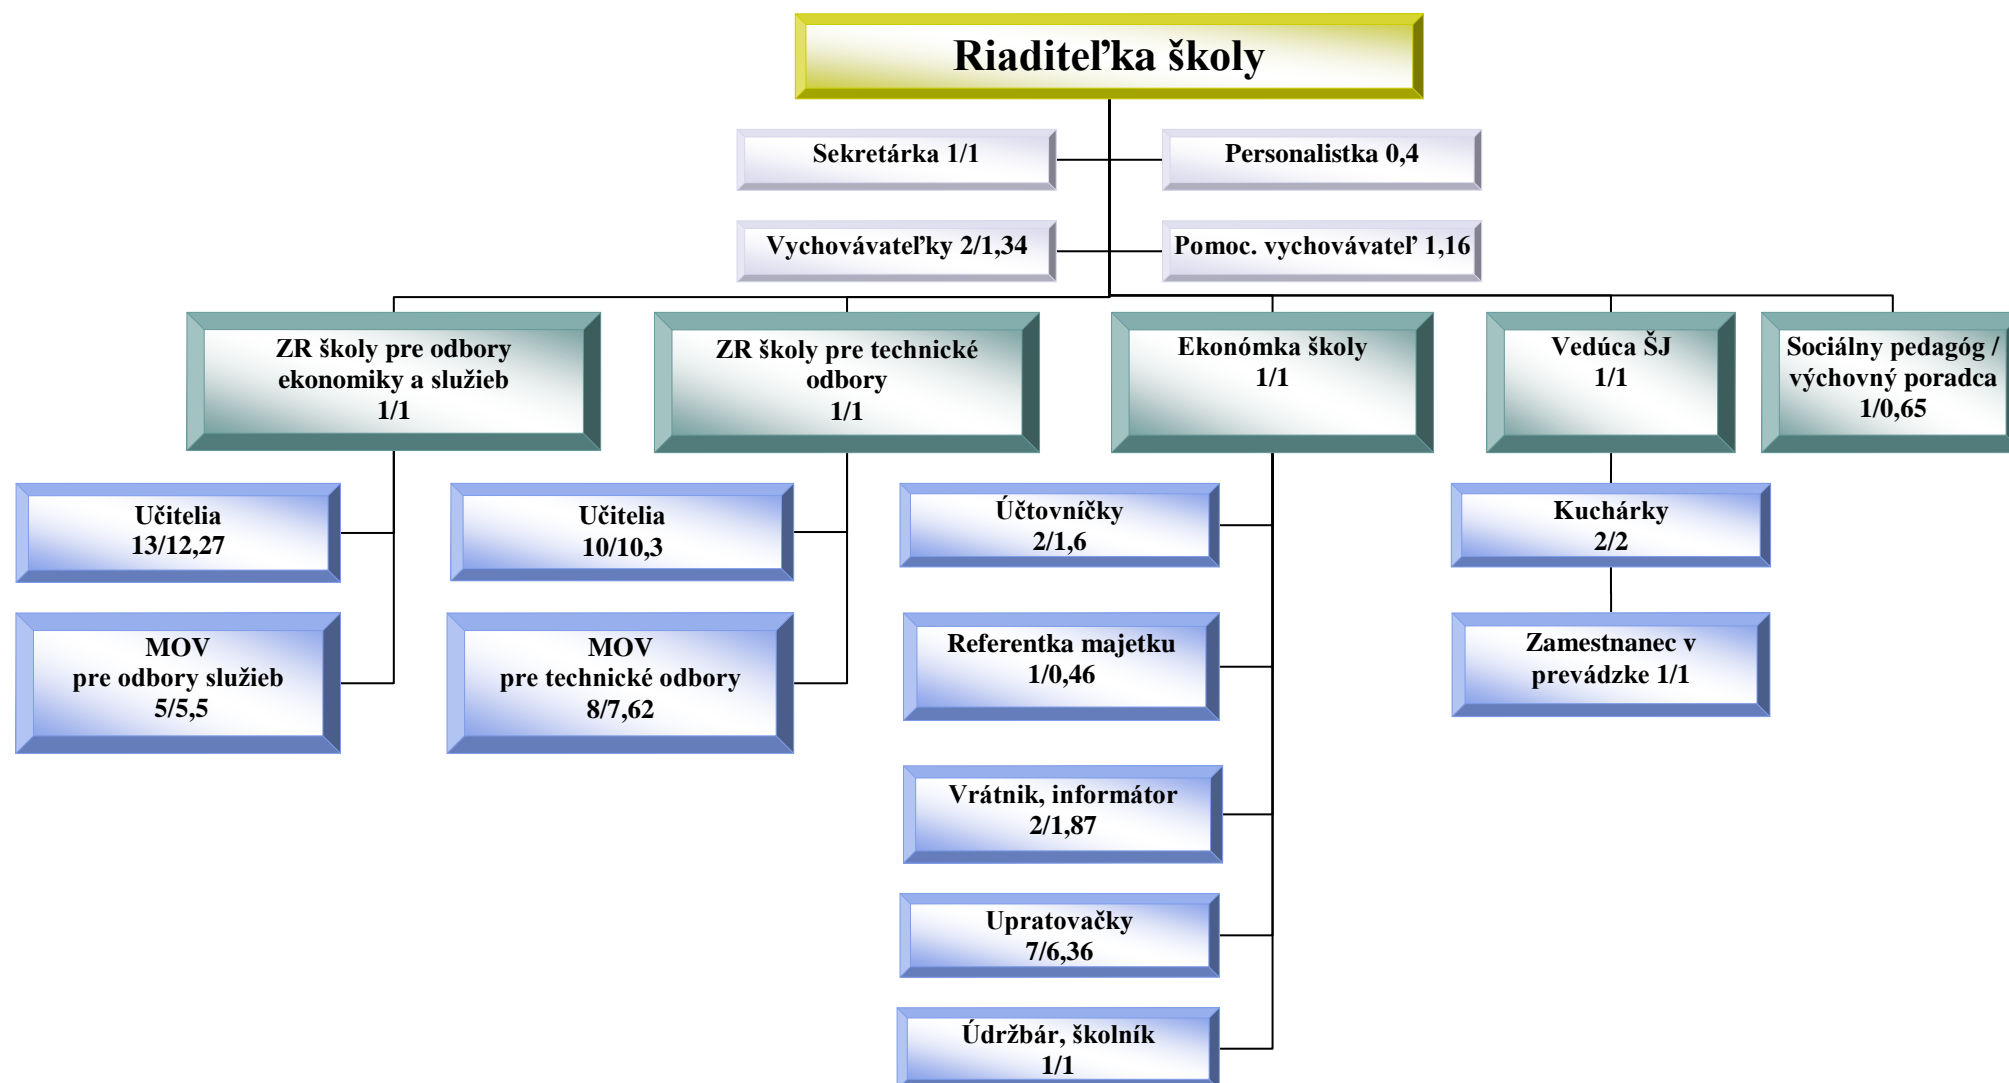 Riaditeľka školy
Sekretárka 1/1
Personalistka 0,4
Vychovávateľky 2/1,34
Pomoc. vychovávateľ 1,16
ZR školy pre odbory
ekonomiky a služieb
1/1
ZR školy pre technické
odbory
1/1
Ekonómka školy
1/1
Vedúca ŠJ
1/1
Sociálny pedagóg /
výchovný poradca
1/0,65
Učitelia
13/12,27
Učitelia
10/10,3
Účtovníčky
2/1,6
Kuchárky
2/2
MOV
pre odbory služieb
5/5,5
MOV
pre technické odbory
8/7,62
Referentka majetku
1/0,46
Zamestnanec v
prevádzke 1/1
Vrátnik, informátor
2/1,87
Upratovačky
7/6,36
Údržbár, školník
1/1